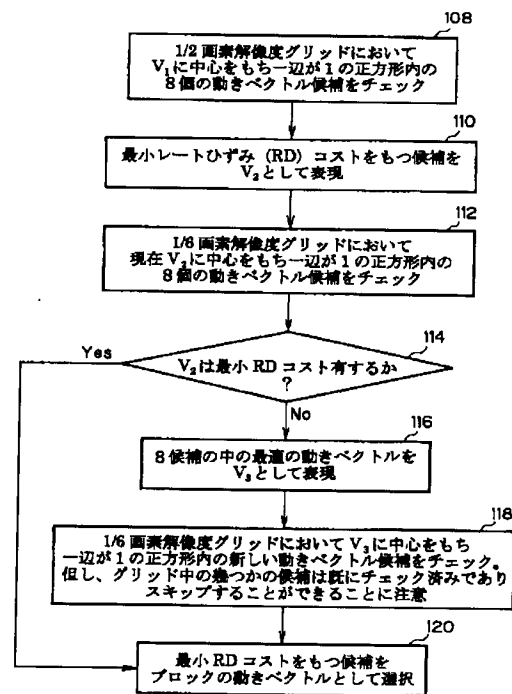 108
1/2 画素解像度グリッドにおいて
V₁に中心をもち一辺が1の正方形内の
8個の動きベクトル候補をチェック
110
最小レートひずみ（RD）コストをもつ候補を
V₂として表現
112
1/6 画素解像度グリッドにおいて
現在 V₂に中心をもち一辺が1の正方形内の
8個の動きベクトル候補をチェック
114
Yes
V₂は最小 RD コスト有するか
?
No
116
8候補の中の最適の動きベクトルを
V₃として表現
118
1/6 画素解像度グリッドにおいて V₃に中心をもち
一辺が1の正方形内の新しい動きベクトル候補をチェック。
但し、グリッド中の幾つかの候補は既にチェック済みであり
スキップすることができることに注意
120
最小 RD コストをもつ候補を
ブロックの動きベクトルとして選択